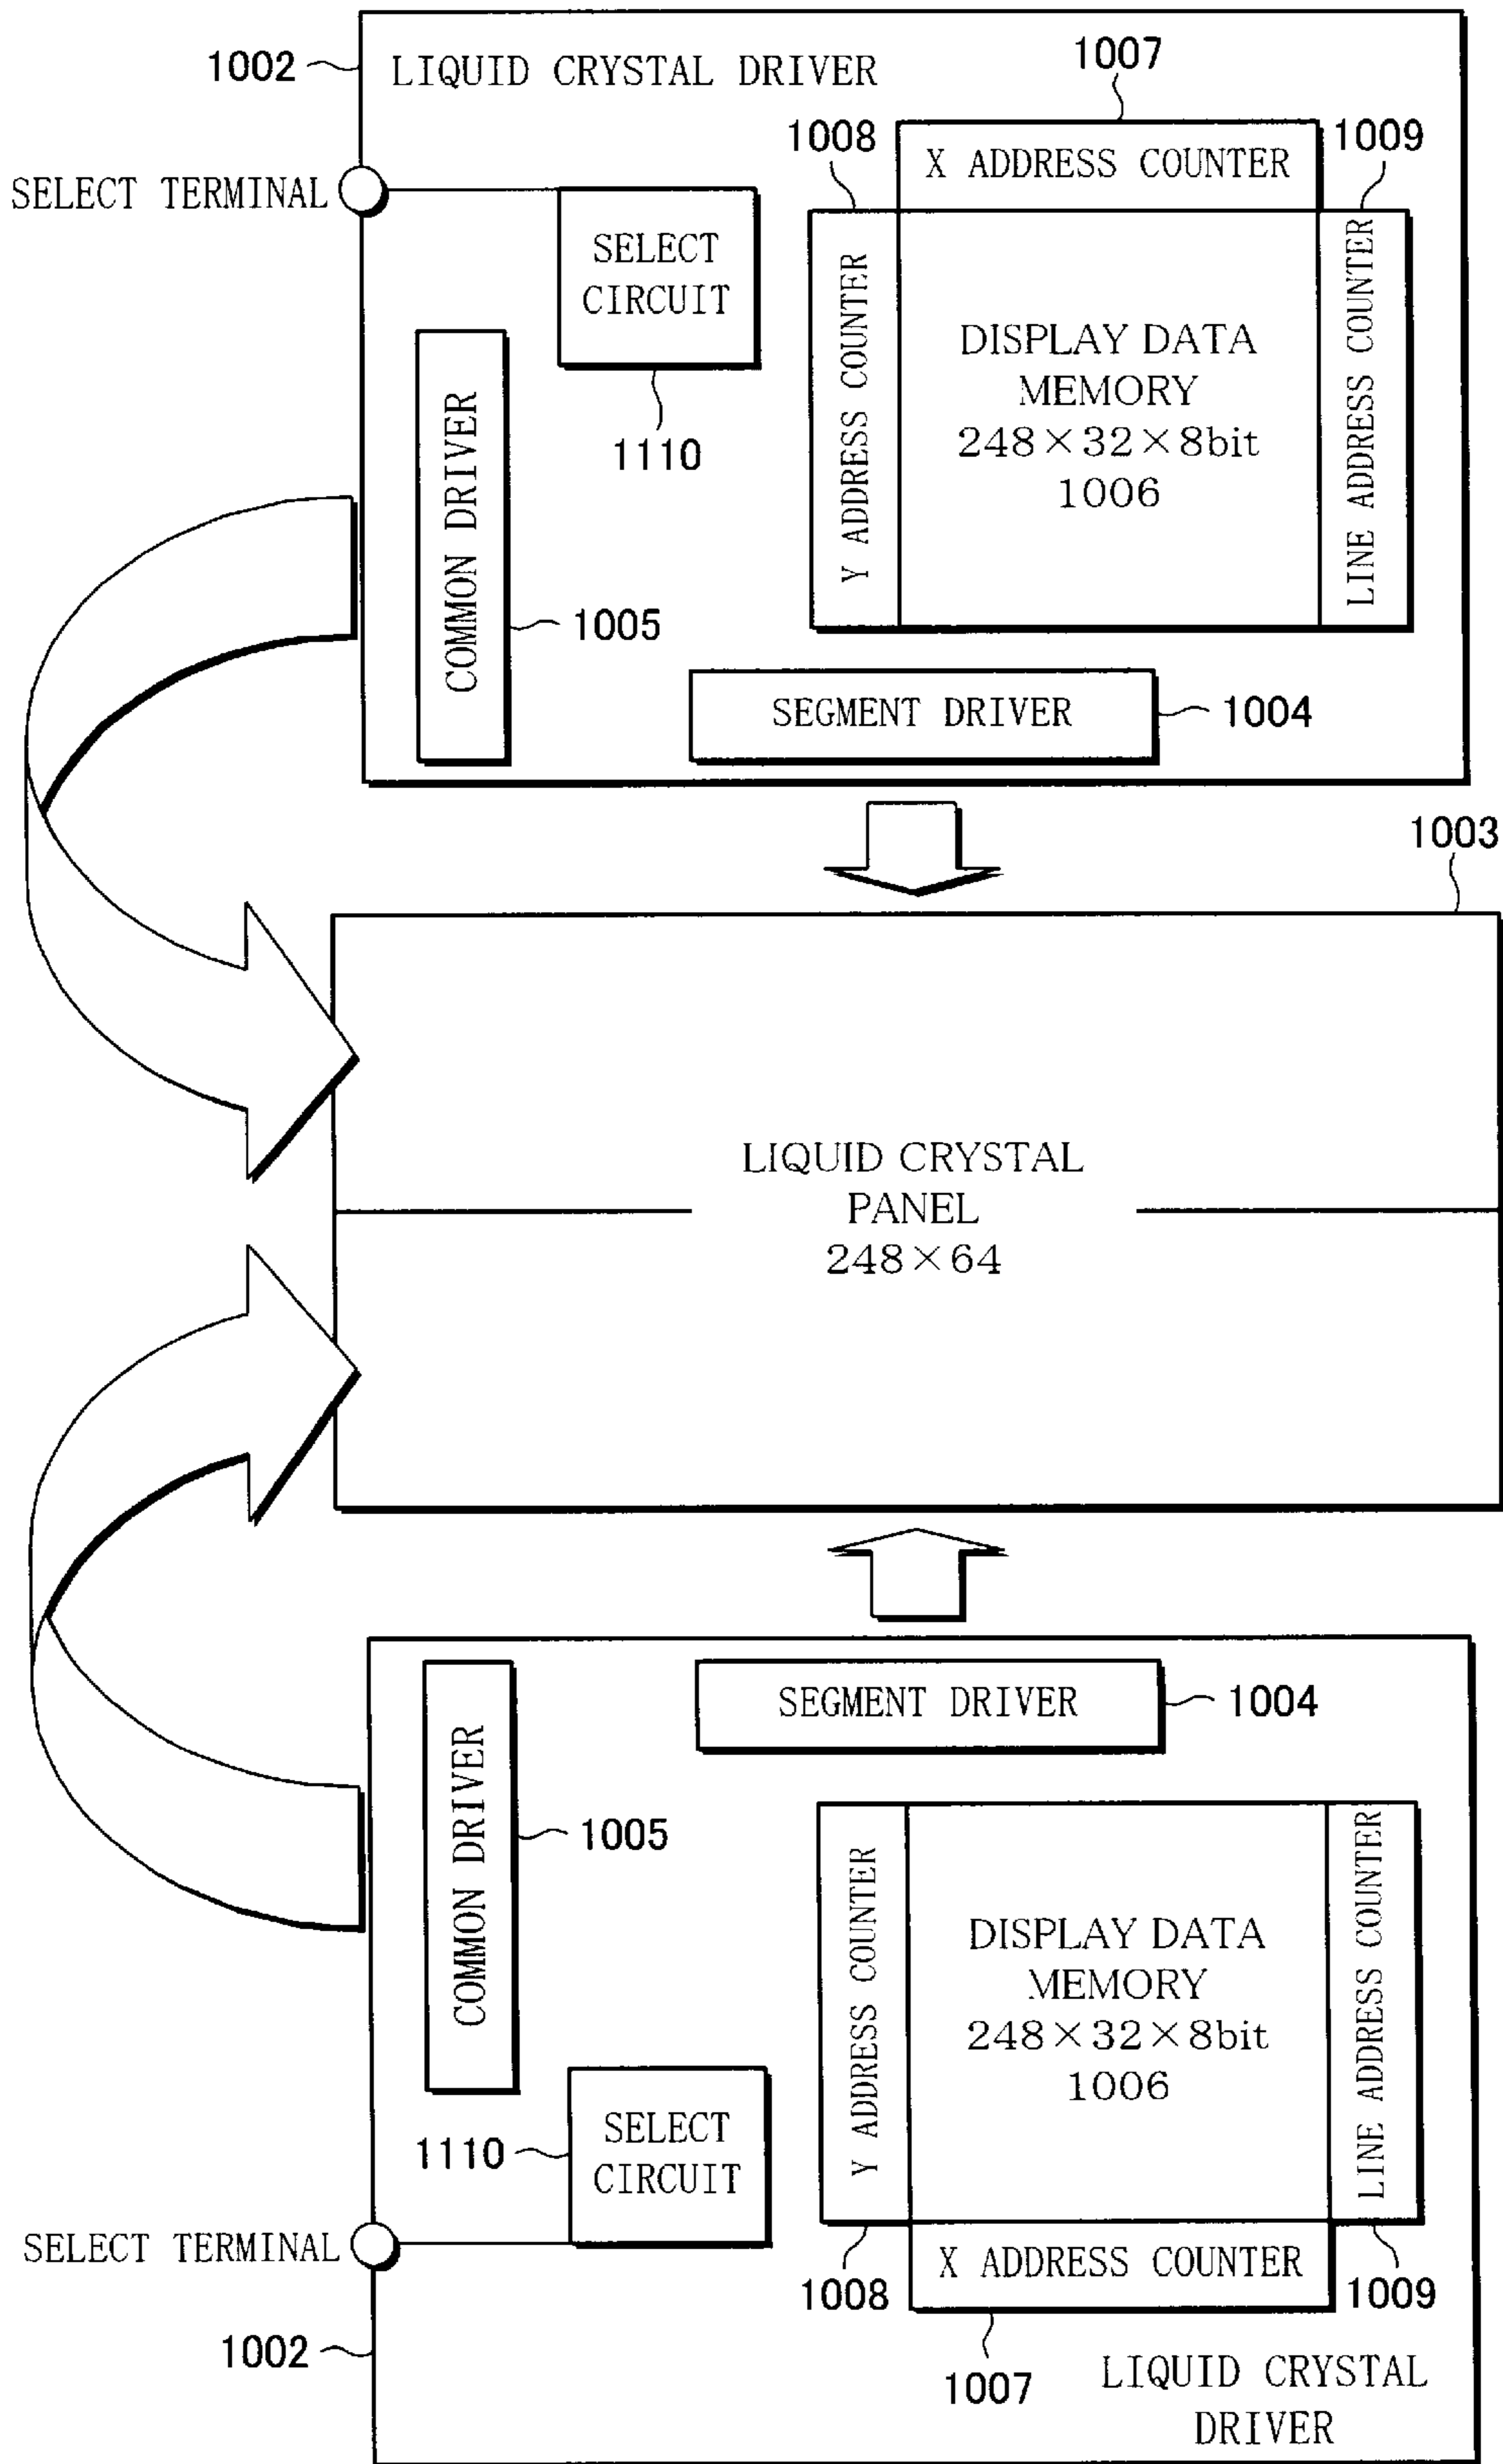 1002
LIQUID CRYSTAL DRIVER
1007
1008
1009
X ADDRESS COUNTER
SELECT TERMINAL
SELECT
CIRCUIT
1110
Y ADDRESS COUNTER
DISPLAY DATA
MEMORY
248×32×8bit
1006
LINE ADDRESS COUNTER
COMMON DRIVER
1005
SEGMENT DRIVER
1004
1003
LIQUID CRYSTAL
PANEL
248×64
SEGMENT DRIVER
1004
COMMON DRIVER
1005
Y ADDRESS COUNTER
DISPLAY DATA
MEMORY
248×32×8bit
1006
LINE ADDRESS COUNTER
1110
SELECT
CIRCUIT
SELECT TERMINAL
X ADDRESS COUNTER
1008
1009
1002
1007
LIQUID CRYSTAL
DRIVER